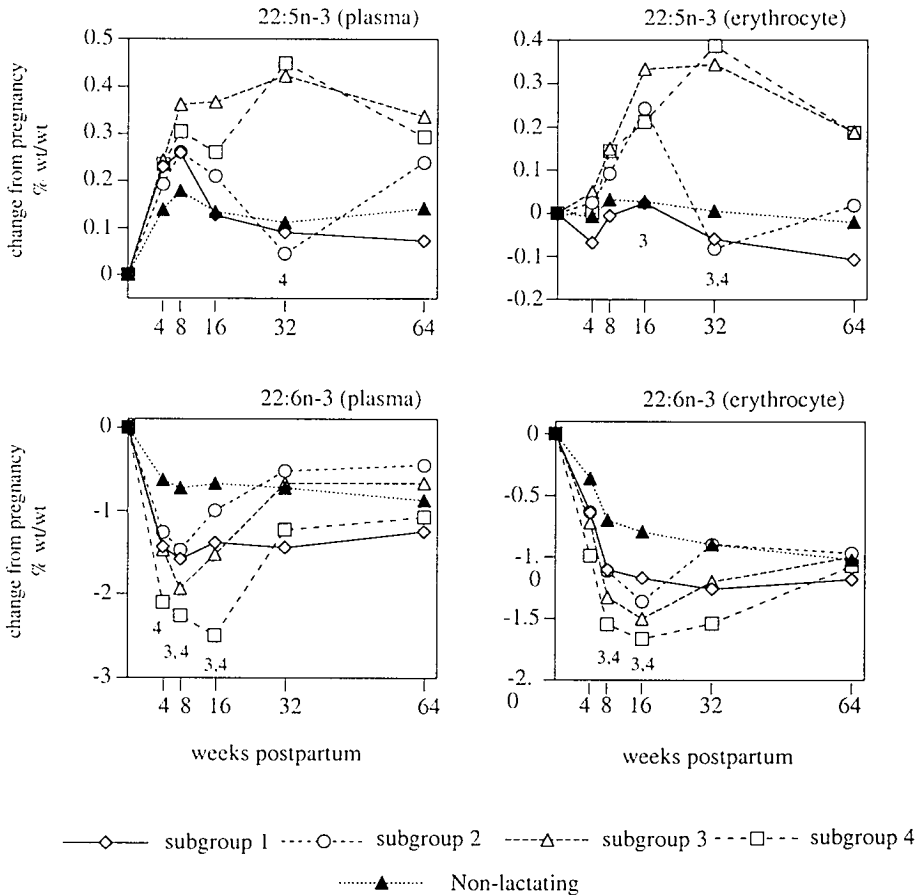 22:5n-3 (plasma)
0.5
0.4
0.3
0.2
0.1
0
change from pregnancy
% wt/wt
4
4 8 16 32 64
22:5n-3 (erythrocyte)
0.4
0.3
0.2
0.1
0
-0.1
-0.2
3
3,4
4 8 16 32 64
22:6n-3 (plasma)
0
-1
-2
-3
change from pregnancy
% wt/wt
4
3,4
3,4
4 8 16 32 64
weeks postpartum
22:6n-3 (erythrocyte)
0
-0.5
-1.
0
-1.5
-2.
0
3,4
3,4
4 8 16 32 64
weeks postpartum
subgroup 1 subgroup 2 subgroup 3 subgroup 4
Non-lactating